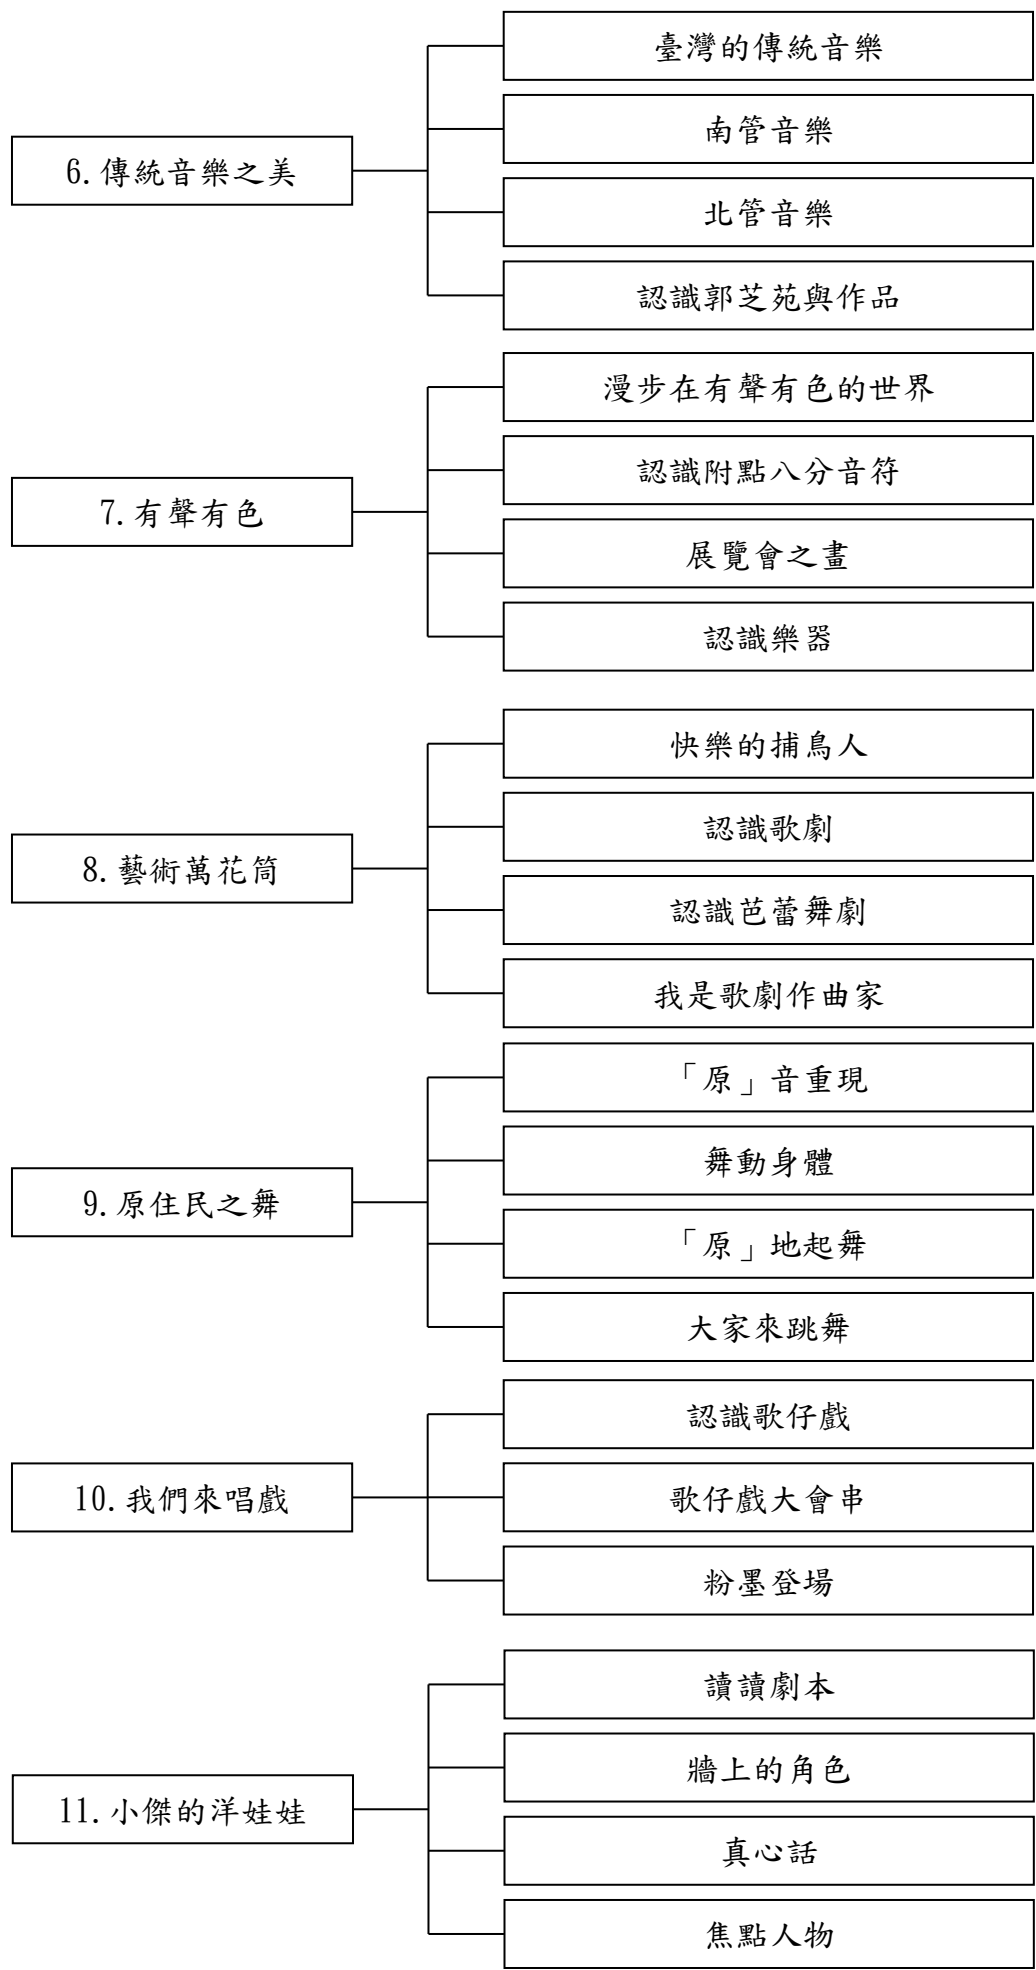 6.傳統音樂之美
臺灣的傳統音樂
南管音樂
北管音樂
認識郭芝苑與作品
7.有聲有色
漫步在有聲有色的世界
認識附點八分音符
展覽會之畫
認識樂器
8.藝術萬花筒
快樂的捕鳥人
認識歌劇
認識芭蕾舞劇
我是歌劇作曲家
9.原住民之舞
「原」音重現
舞動身體
「原」地起舞
大家來跳舞
10.我們來唱戲
認識歌仔戲
歌仔戲大會串
粉墨登場
11.小傑的洋娃娃
讀讀劇本
牆上的角色
真心話
焦點人物